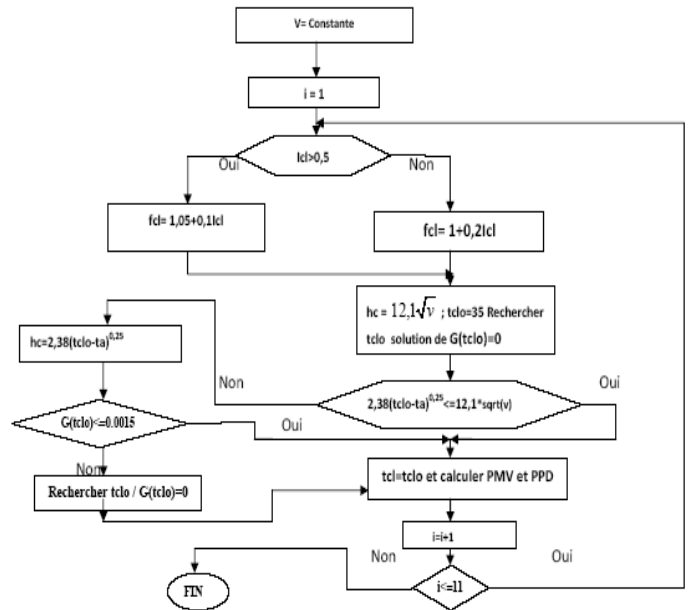 V= Constante
i = 1
Icl>0,5
Oui
Non
fcl= 1,05+0,1Icl
fcl= 1+0,2Icl
hc = 12,1√v ; tclo=35 Rechercher
tclo solution de G(tclo)=0
hc=2,38(tclo-ta)^0,25
Non
Oui
2,38(tclo-ta)^0,25<=12,1*sqrt(v)
G(tclo)<=0.0015
Oui
Non
Rechercher tclo / G(tclo)=0
tcl=tclo et calculer PMV et PPD
i=i+1
Non
Oui
i<=11
FIN